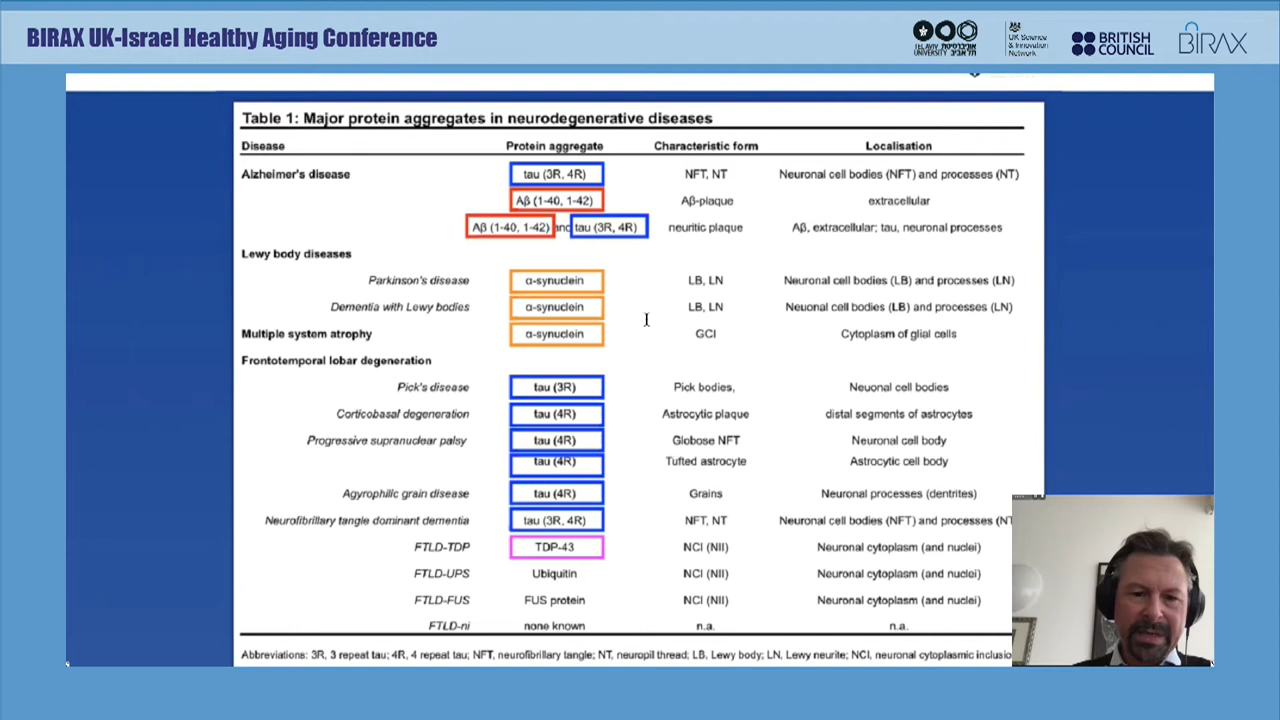 BIRAX UK-Israel Healthy Aging Conference
TEL AVIV UNIVERSITY אוניברסיטת תל אביב
UK Science & Innovation Network
BRITISH COUNCIL
BIRAX
Table 1: Major protein aggregates in neurodegenerative diseases
Disease Protein aggregate Characteristic form Localisation
Alzheimer's disease tau (3R, 4R) NFT, NT Neuronal cell bodies (NFT) and processes (NT)
Aβ (1-40, 1-42) Aβ-plaque extracellular
Aβ (1-40, 1-42) and tau (3R, 4R) neuritic plaque Aβ, extracellular; tau, neuronal processes
Lewy body diseases
Parkinson's disease α-synuclein LB, LN Neuronal cell bodies (LB) and processes (LN)
Dementia with Lewy bodies α-synuclein LB, LN Neuonal cell bodies (LB) and processes (LN)
Multiple system atrophy α-synuclein GCI Cytoplasm of glial cells
Frontotemporal lobar degeneration
Pick's disease tau (3R) Pick bodies, Neuonal cell bodies
Corticobasal degeneration tau (4R) Astrocytic plaque distal segments of astrocytes
Progressive supranuclear palsy tau (4R) Globose NFT Neuronal cell body
tau (4R) Tufted astrocyte Astrocytic cell body
Agyrophilic grain disease tau (4R) Grains Neuronal processes (dentrites)
Neurofibrillary tangle dominant dementia tau (3R, 4R) NFT, NT Neuronal cell bodies (NFT) and processes (NT
FTLD-TDP TDP-43 NCI (NII) Neuronal cytoplasm (and nuclei)
FTLD-UPS Ubiquitin NCI (NII) Neuronal cytoplasm (and nuclei)
FTLD-FUS FUS protein NCI (NII) Neuronal cytoplasm (and nuclei)
FTLD-ni none known n.a. n.a.
Abbreviations: 3R, 3 repeat tau; 4R, 4 repeat tau; NFT, neurofibrillary tangle; NT, neuropil thread; LB, Lewy body; LN, Lewy neurite; NCI, neuronal cytoplasmic inclusio